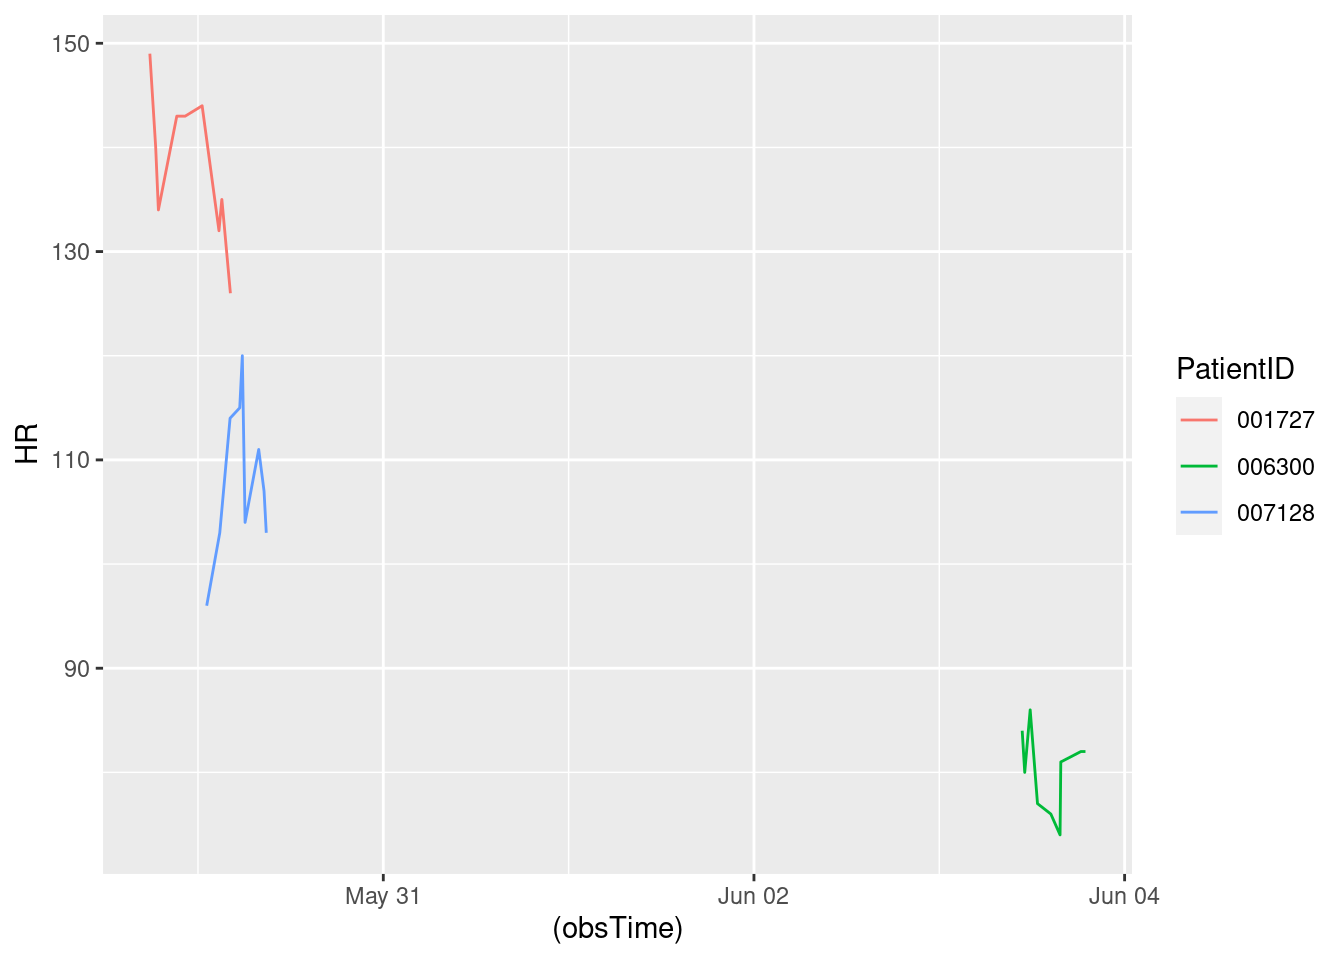 150
130
110
90
HR
May 31
Jun 02
Jun 04
(obsTime)
PatientID
001727
006300
007128